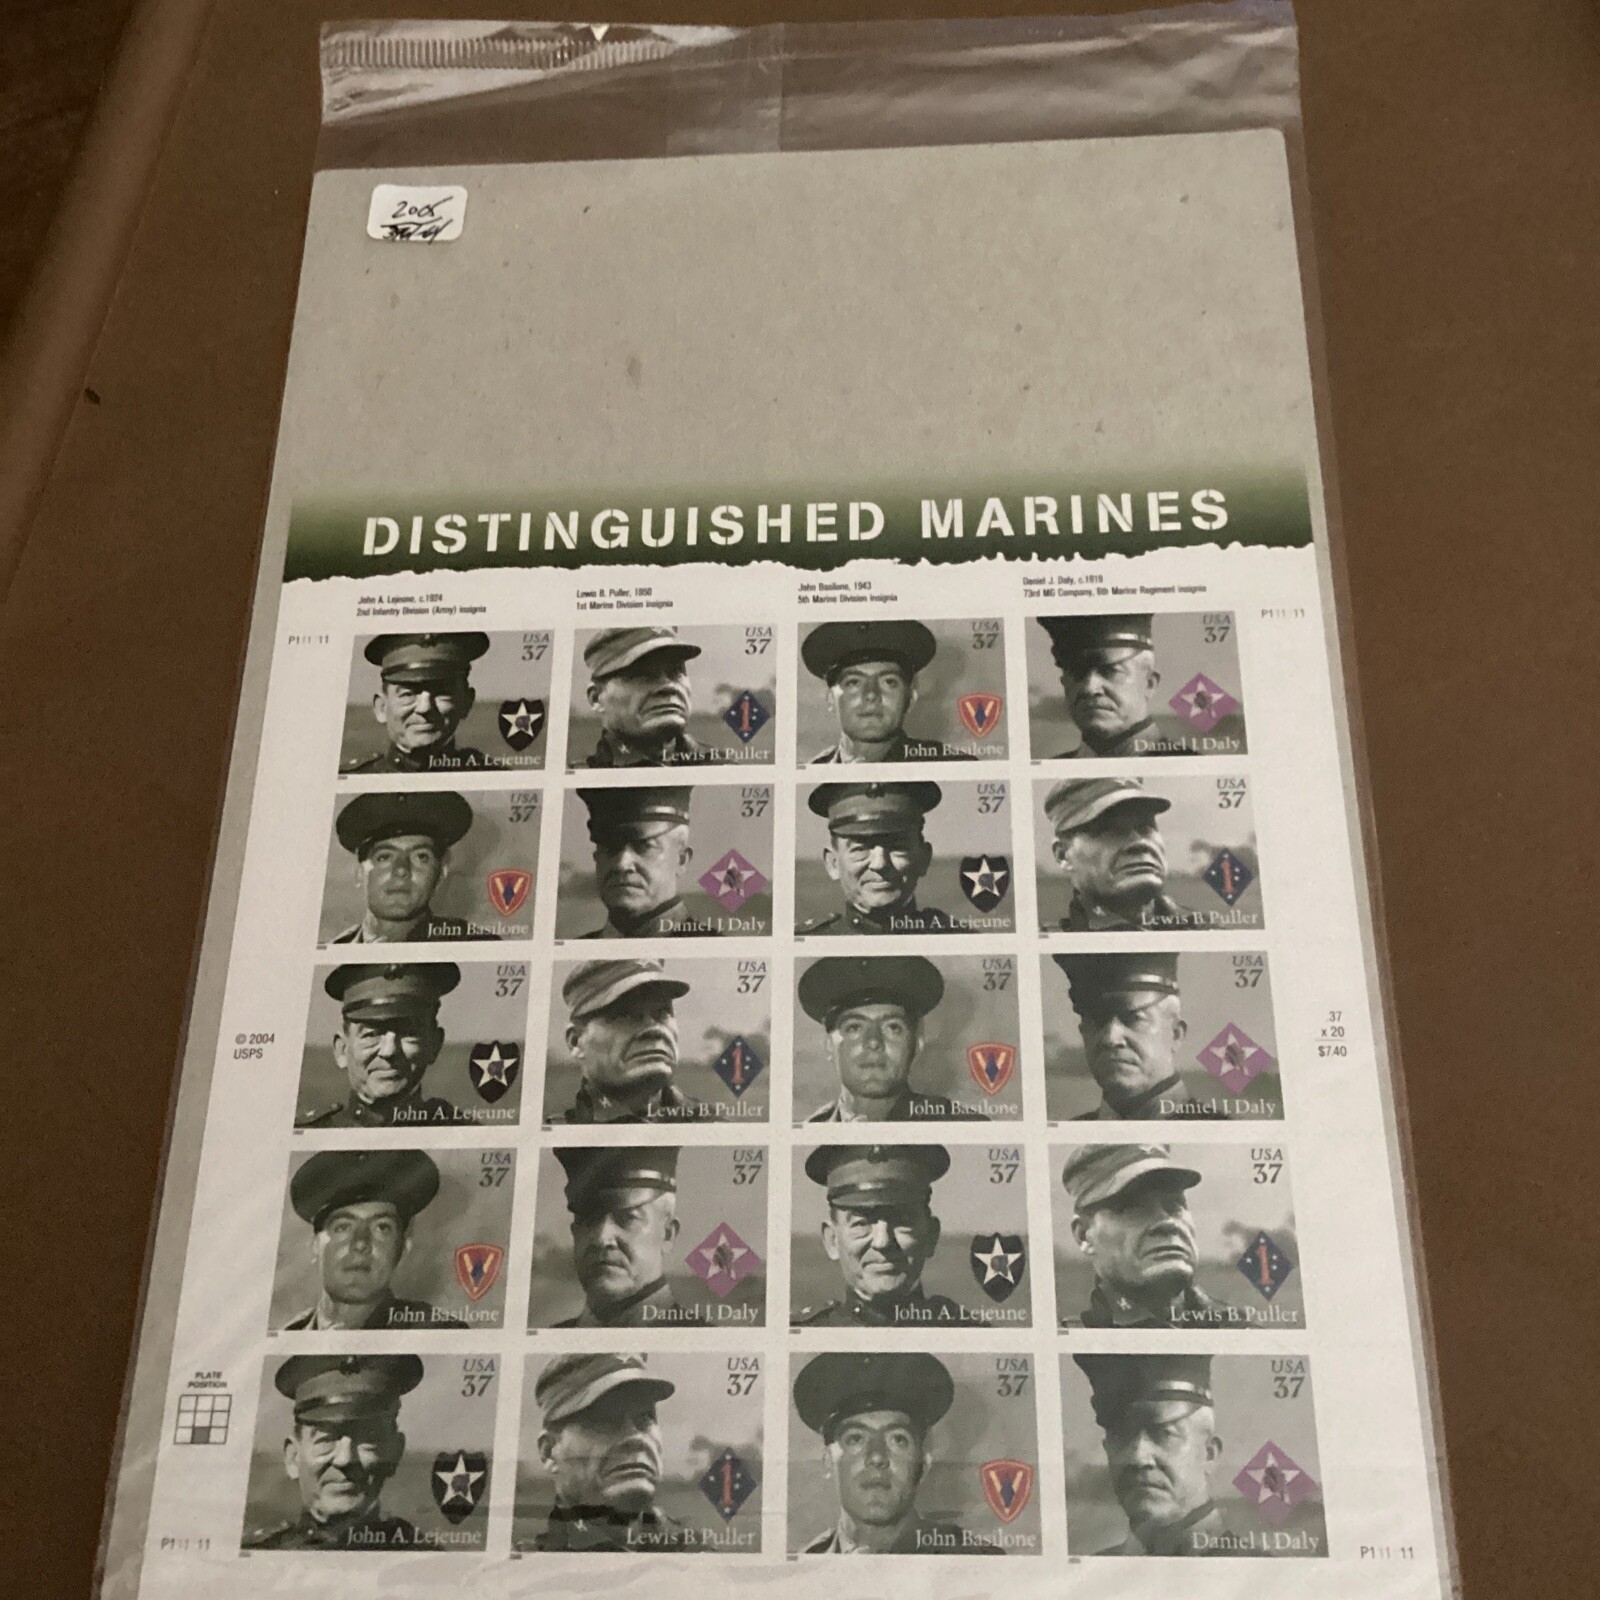 2005
DISTINGUISHED MARINES
John A. Lejeune, c.1924
2nd Infantry Division (Army) insignia
Lewis B. Puller, 1950
1st Marine Division insignia
John Basilone, 1943
5th Marine Division insignia
Daniel J. Daly, c.1919
73rd MG Company, 6th Marine Regiment insignia
P1111 11
P1111 11
USA
37
John A. Lejeune
USA
37
Lewis B. Puller
USA
37
John Basilone
USA
37
Daniel J. Daly
USA
37
John Basilone
USA
37
Daniel J. Daly
USA
37
John A. Lejeune
USA
37
Lewis B. Puller
© 2004
USPS
USA
37
John A. Lejeune
USA
37
Lewis B. Puller
USA
37
John Basilone
USA
37
Daniel J. Daly
.37
x 20
$7.40
USA
37
John Basilone
USA
37
Daniel J. Daly
USA
37
John A. Lejeune
USA
37
Lewis B. Puller
PLATE
POSITION
USA
37
John A. Lejeune
USA
37
Lewis B. Puller
USA
37
John Basilone
USA
37
Daniel J. Daly
P1111 11
P1111 11